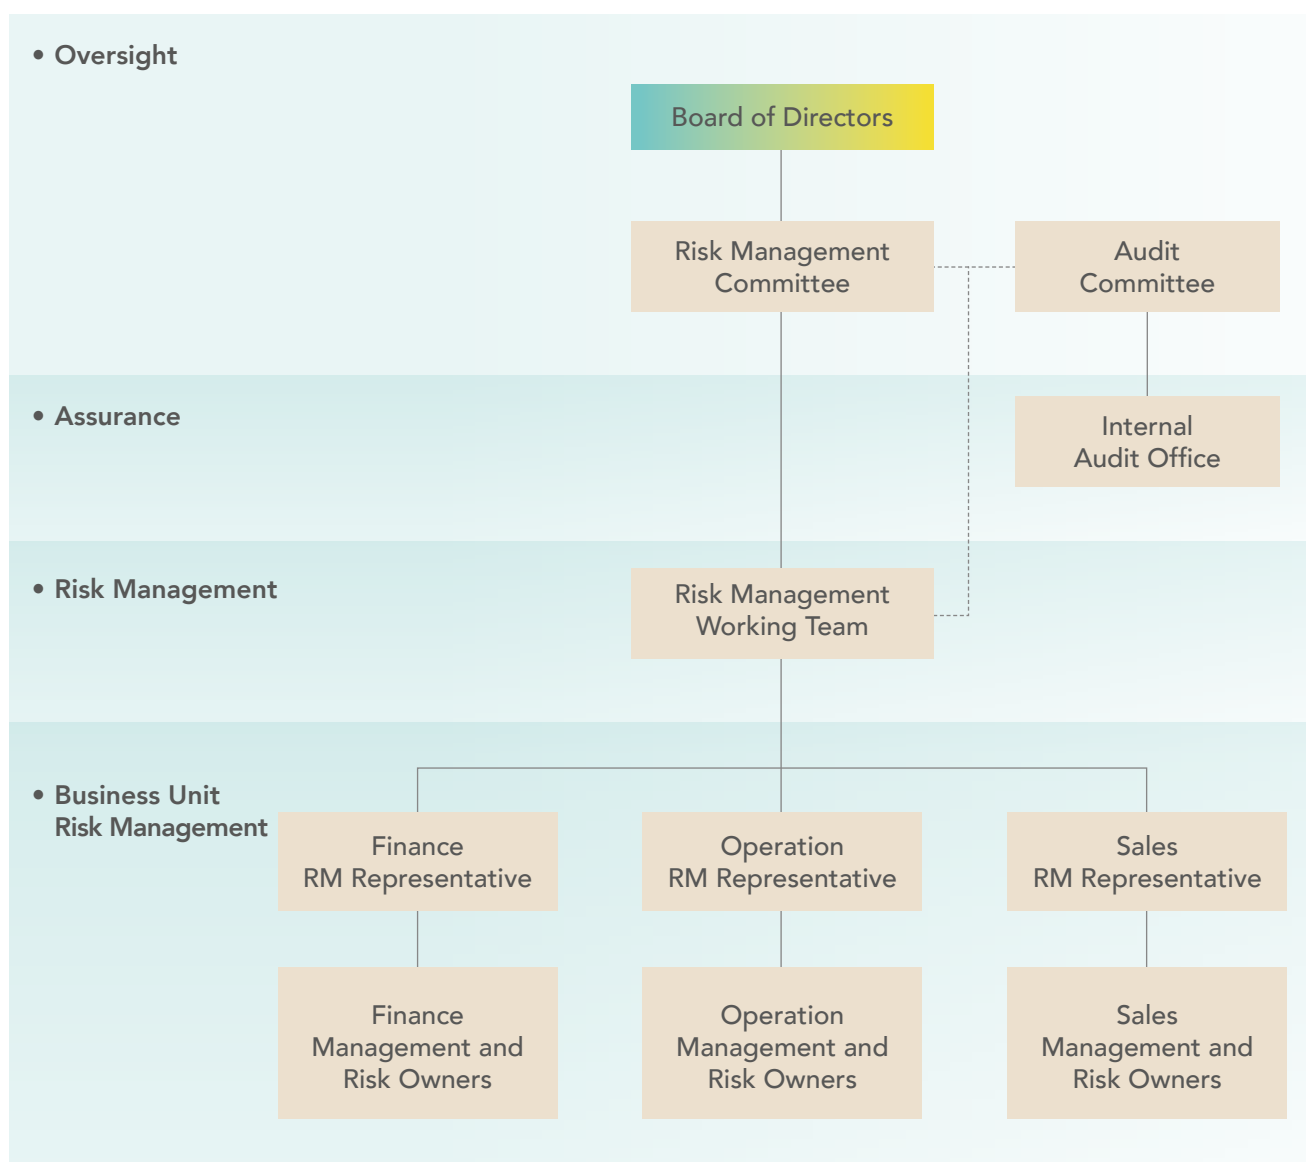 • Oversight
Board of Directors
Risk Management
Committee
Audit
Committee
• Assurance
Internal
Audit Office
• Risk Management
Risk Management
Working Team
• Business Unit
Risk Management
Finance
RM Representative
Operation
RM Representative
Sales
RM Representative
Finance
Management and
Risk Owners
Operation
Management and
Risk Owners
Sales
Management and
Risk Owners